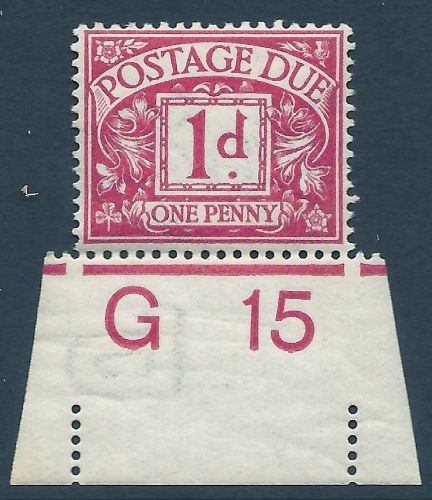 POSTAGE DUE
1d.
ONE PENNY
G 15